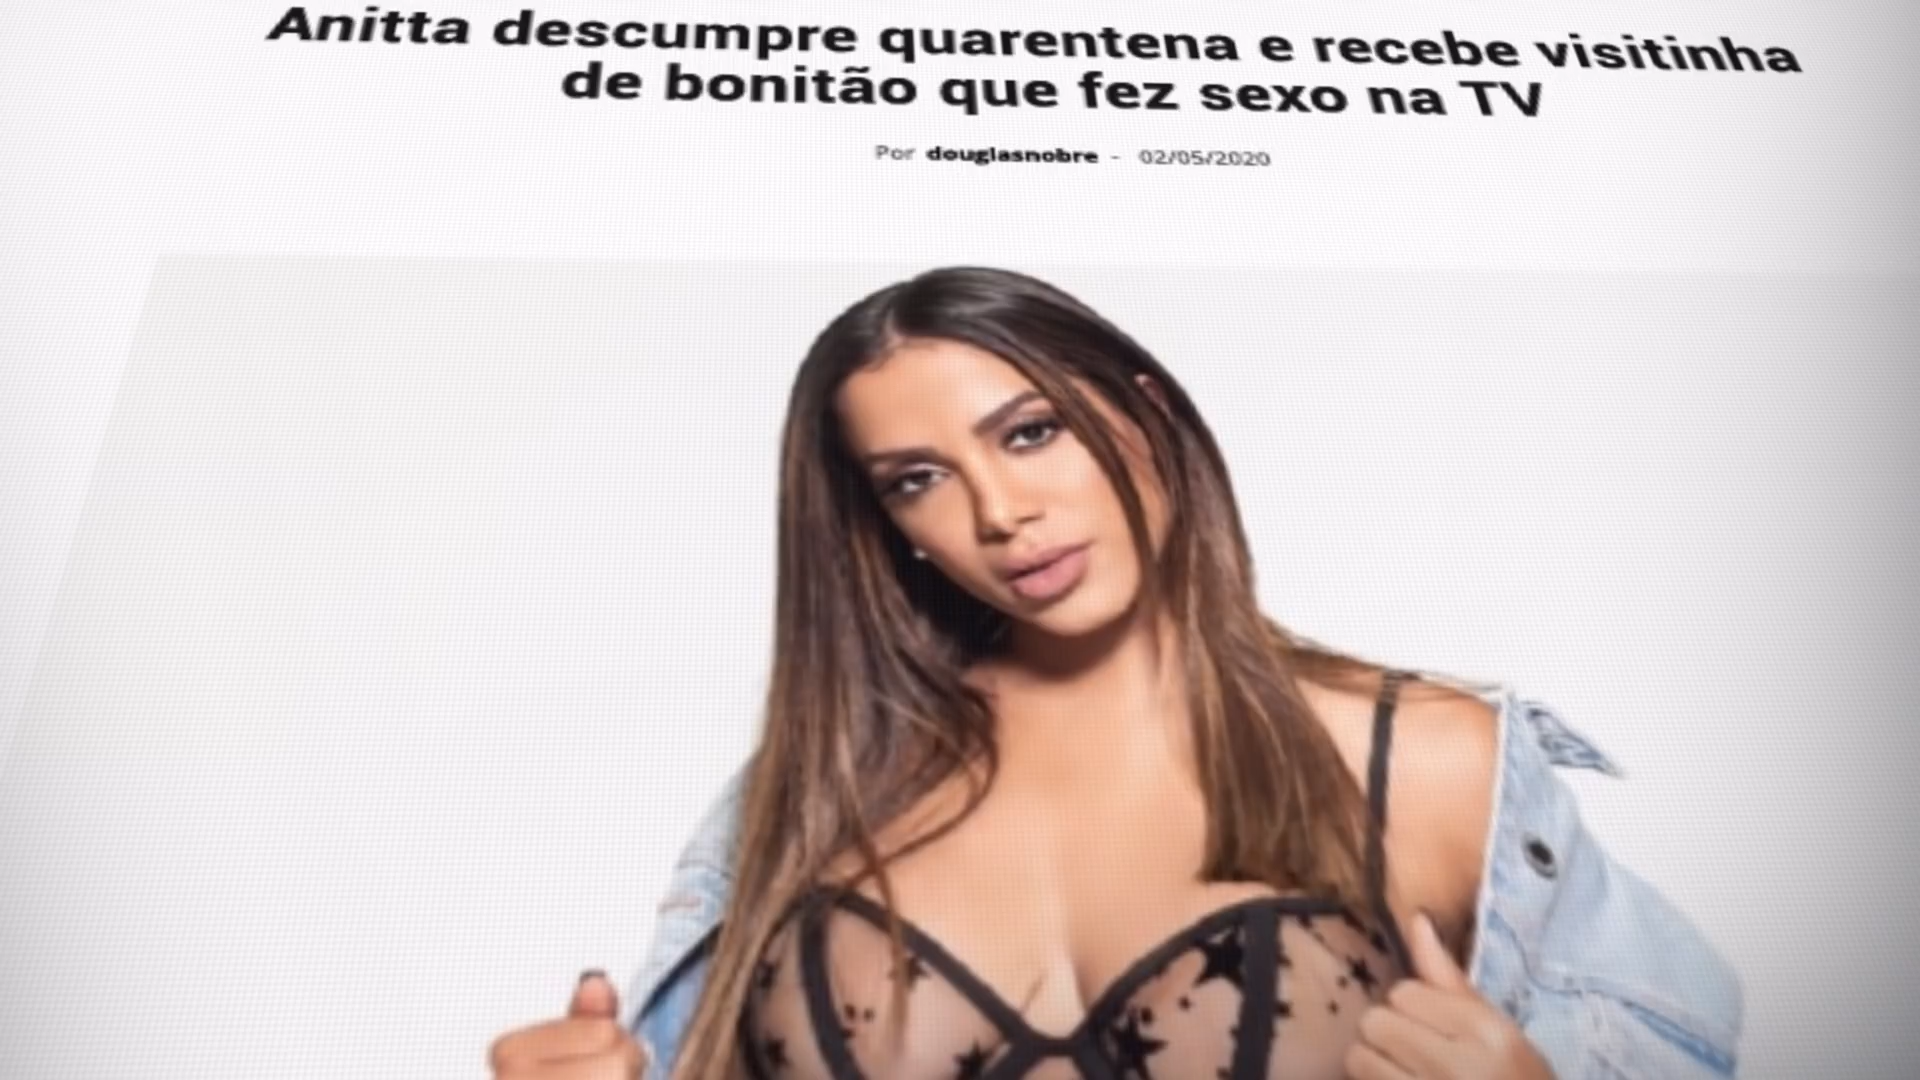 Anitta descumpre quarentena e recebe visitinha
de bonitão que fez sexo na TV
Por douglasnobre - 02/05/2020